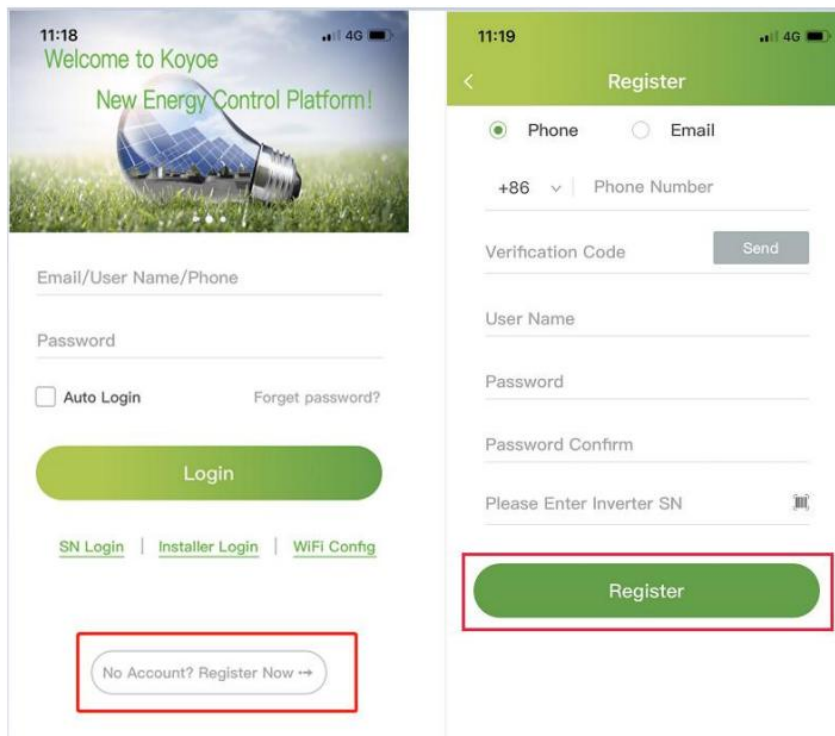 11:18
4G
Welcome to Koyoe
New Energy Control Platform!
Email/User Name/Phone
Password
Auto Login
Forget password?
Login
SN Login | Installer Login | WiFi Config
No Account? Register Now
11:19
4G
Register
Phone
Email
+86
Phone Number
Verification Code
Send
User Name
Password
Password Confirm
Please Enter Inverter SN
Register